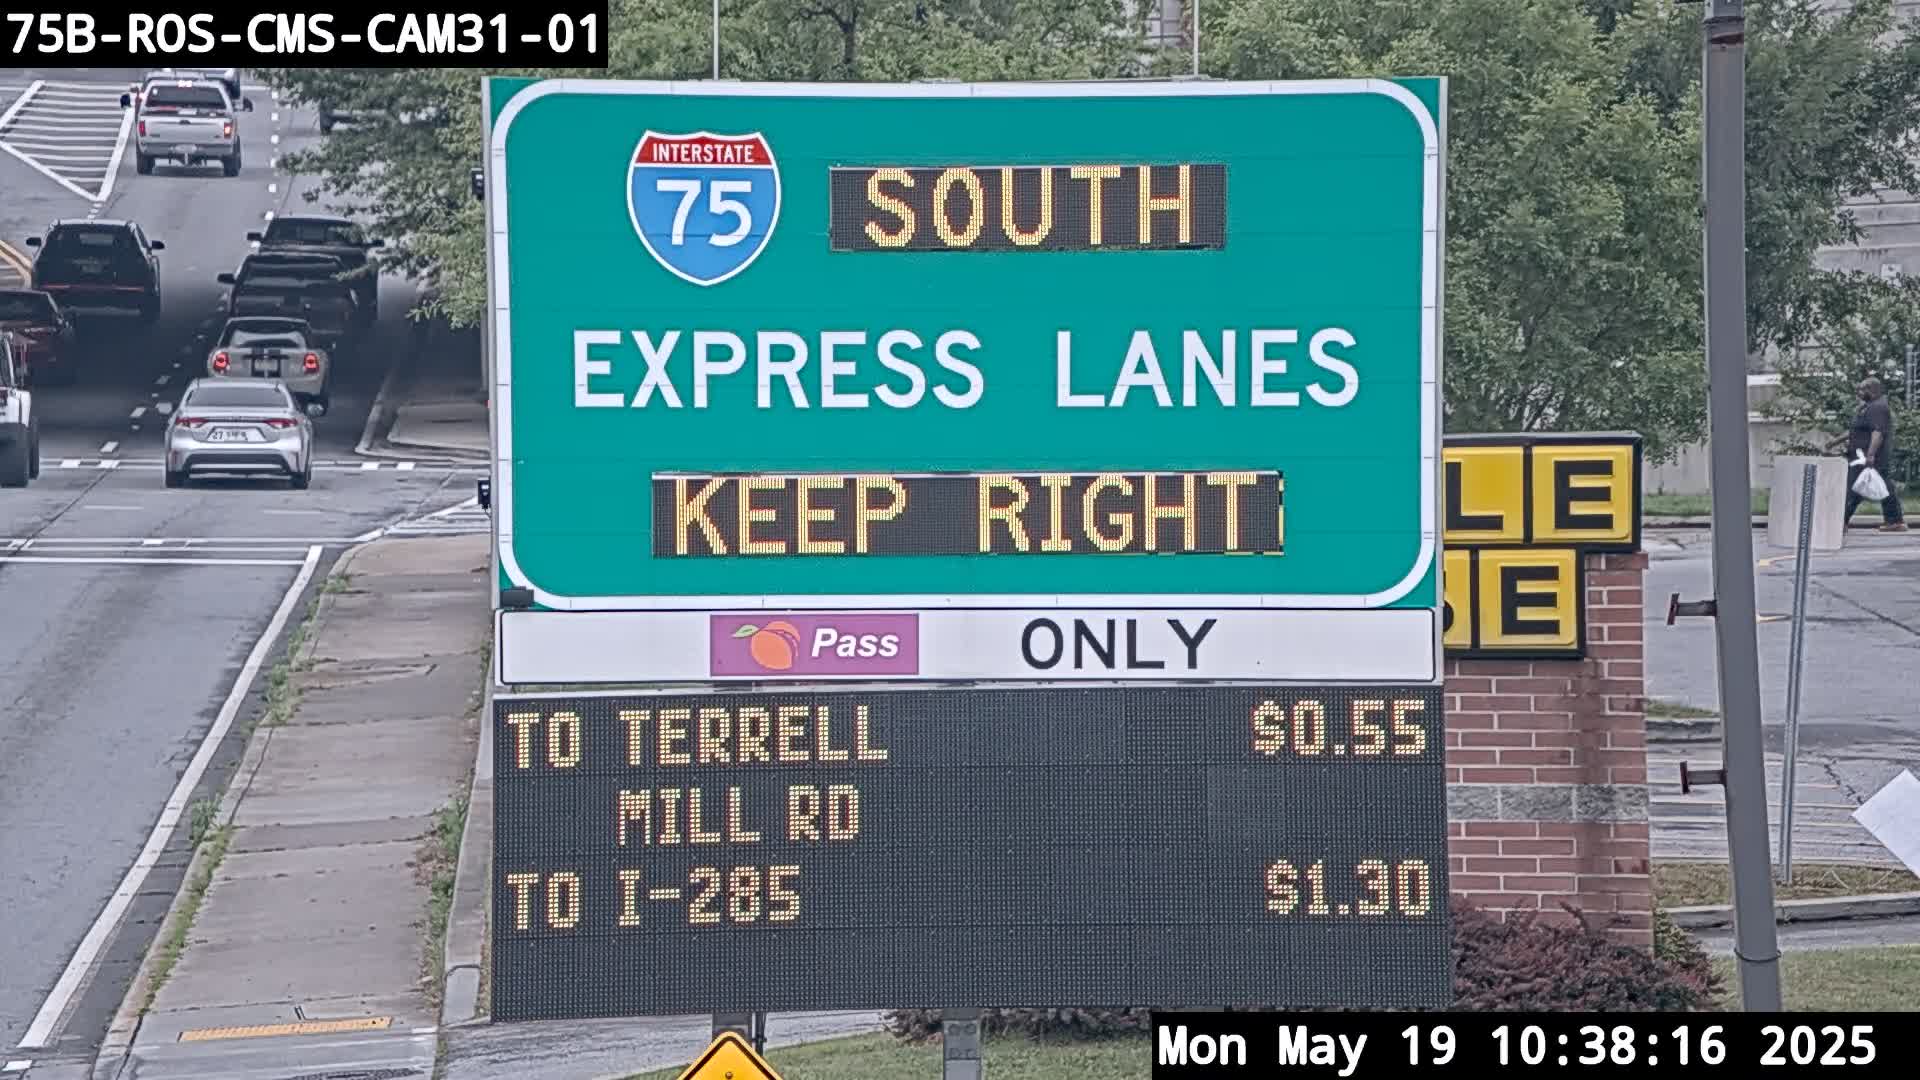 75B-ROS-CMS-CAM31-01
INTERSTATE
75
SOUTH
EXPRESS LANES
KEEP RIGHT
LE
E
Pass
ONLY
TO TERRELL $0.55
MILL RD
TO I-285 $1.30
Mon May 19 10:38:16 2025